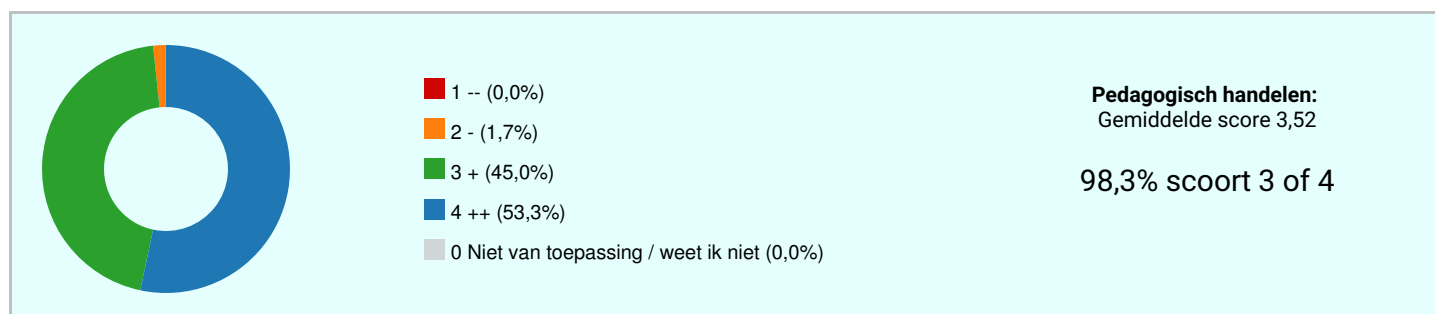 1 -- (0,0%)
2 - (1,7%)
3 + (45,0%)
4 ++ (53,3%)
0 Niet van toepassing / weet ik niet (0,0%)
Pedagogisch handelen:
Gemiddelde score 3,52
98,3% scoort 3 of 4